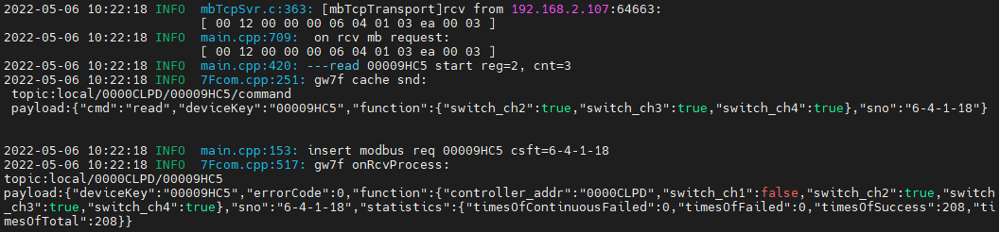 2022-05-06 10:22:18 INFO  mbTcpSvr.c:363: [mbTcpTransport]rcv from 192.168.2.107:64663:
[ 00 12 00 00 00 06 04 01 03 ea 00 03 ]
2022-05-06 10:22:18 INFO  main.cpp:709:  on rcv mb request:
[ 00 12 00 00 00 06 04 01 03 ea 00 03 ]
2022-05-06 10:22:18 INFO  main.cpp:420: ---read 00009HC5 start reg=2, cnt=3
2022-05-06 10:22:18 INFO  7Fcom.cpp:251: gw7f cache snd:
topic:local/0000CLPD/00009HC5/command
payload:{"cmd":"read","deviceKey":"00009HC5","function":{"switch_ch2":true,"switch_ch3":true,"switch_ch4":true},"sno":"6-4-1-18"}
2022-05-06 10:22:18 INFO  main.cpp:153: insert modbus req 00009HC5 csft=6-4-1-18
2022-05-06 10:22:18 INFO  7Fcom.cpp:517: gw7f onRcvProcess:
topic:local/0000CLPD/00009HC5
payload:{"deviceKey":"00009HC5","errorCode":0,"function":{"controller_addr":"0000CLPD","switch_ch1":false,"switch_ch2":true,"switch
_ch3":true,"switch_ch4":true},"sno":"6-4-1-18","statistics":{"timesOfContinuousFailed":0,"timesOfFailed":0,"timesOfSuccess":208,"ti
mesOfTotal":208}}